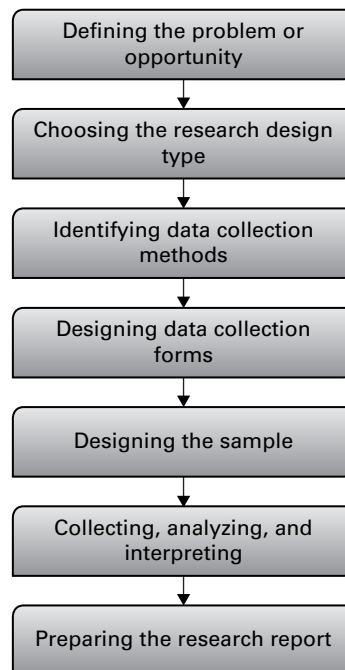 Defining the problem or
opportunity
Choosing the research design
type
Identifying data collection
methods
Designing data collection
forms
Designing the sample
Collecting, analyzing, and
interpreting
Preparing the research report